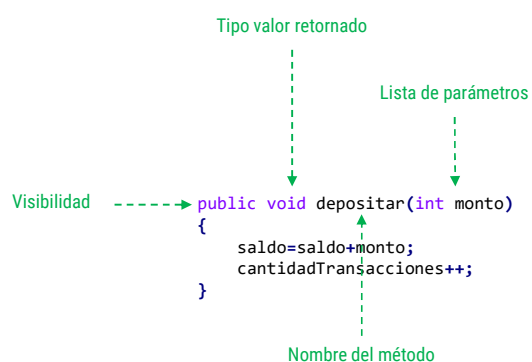 Tipo valor retornado
Lista de parámetros
Visibilidad
public void depositar(int monto)
{
saldo=saldo+monto;
cantidadTransacciones++;
}
Nombre del método